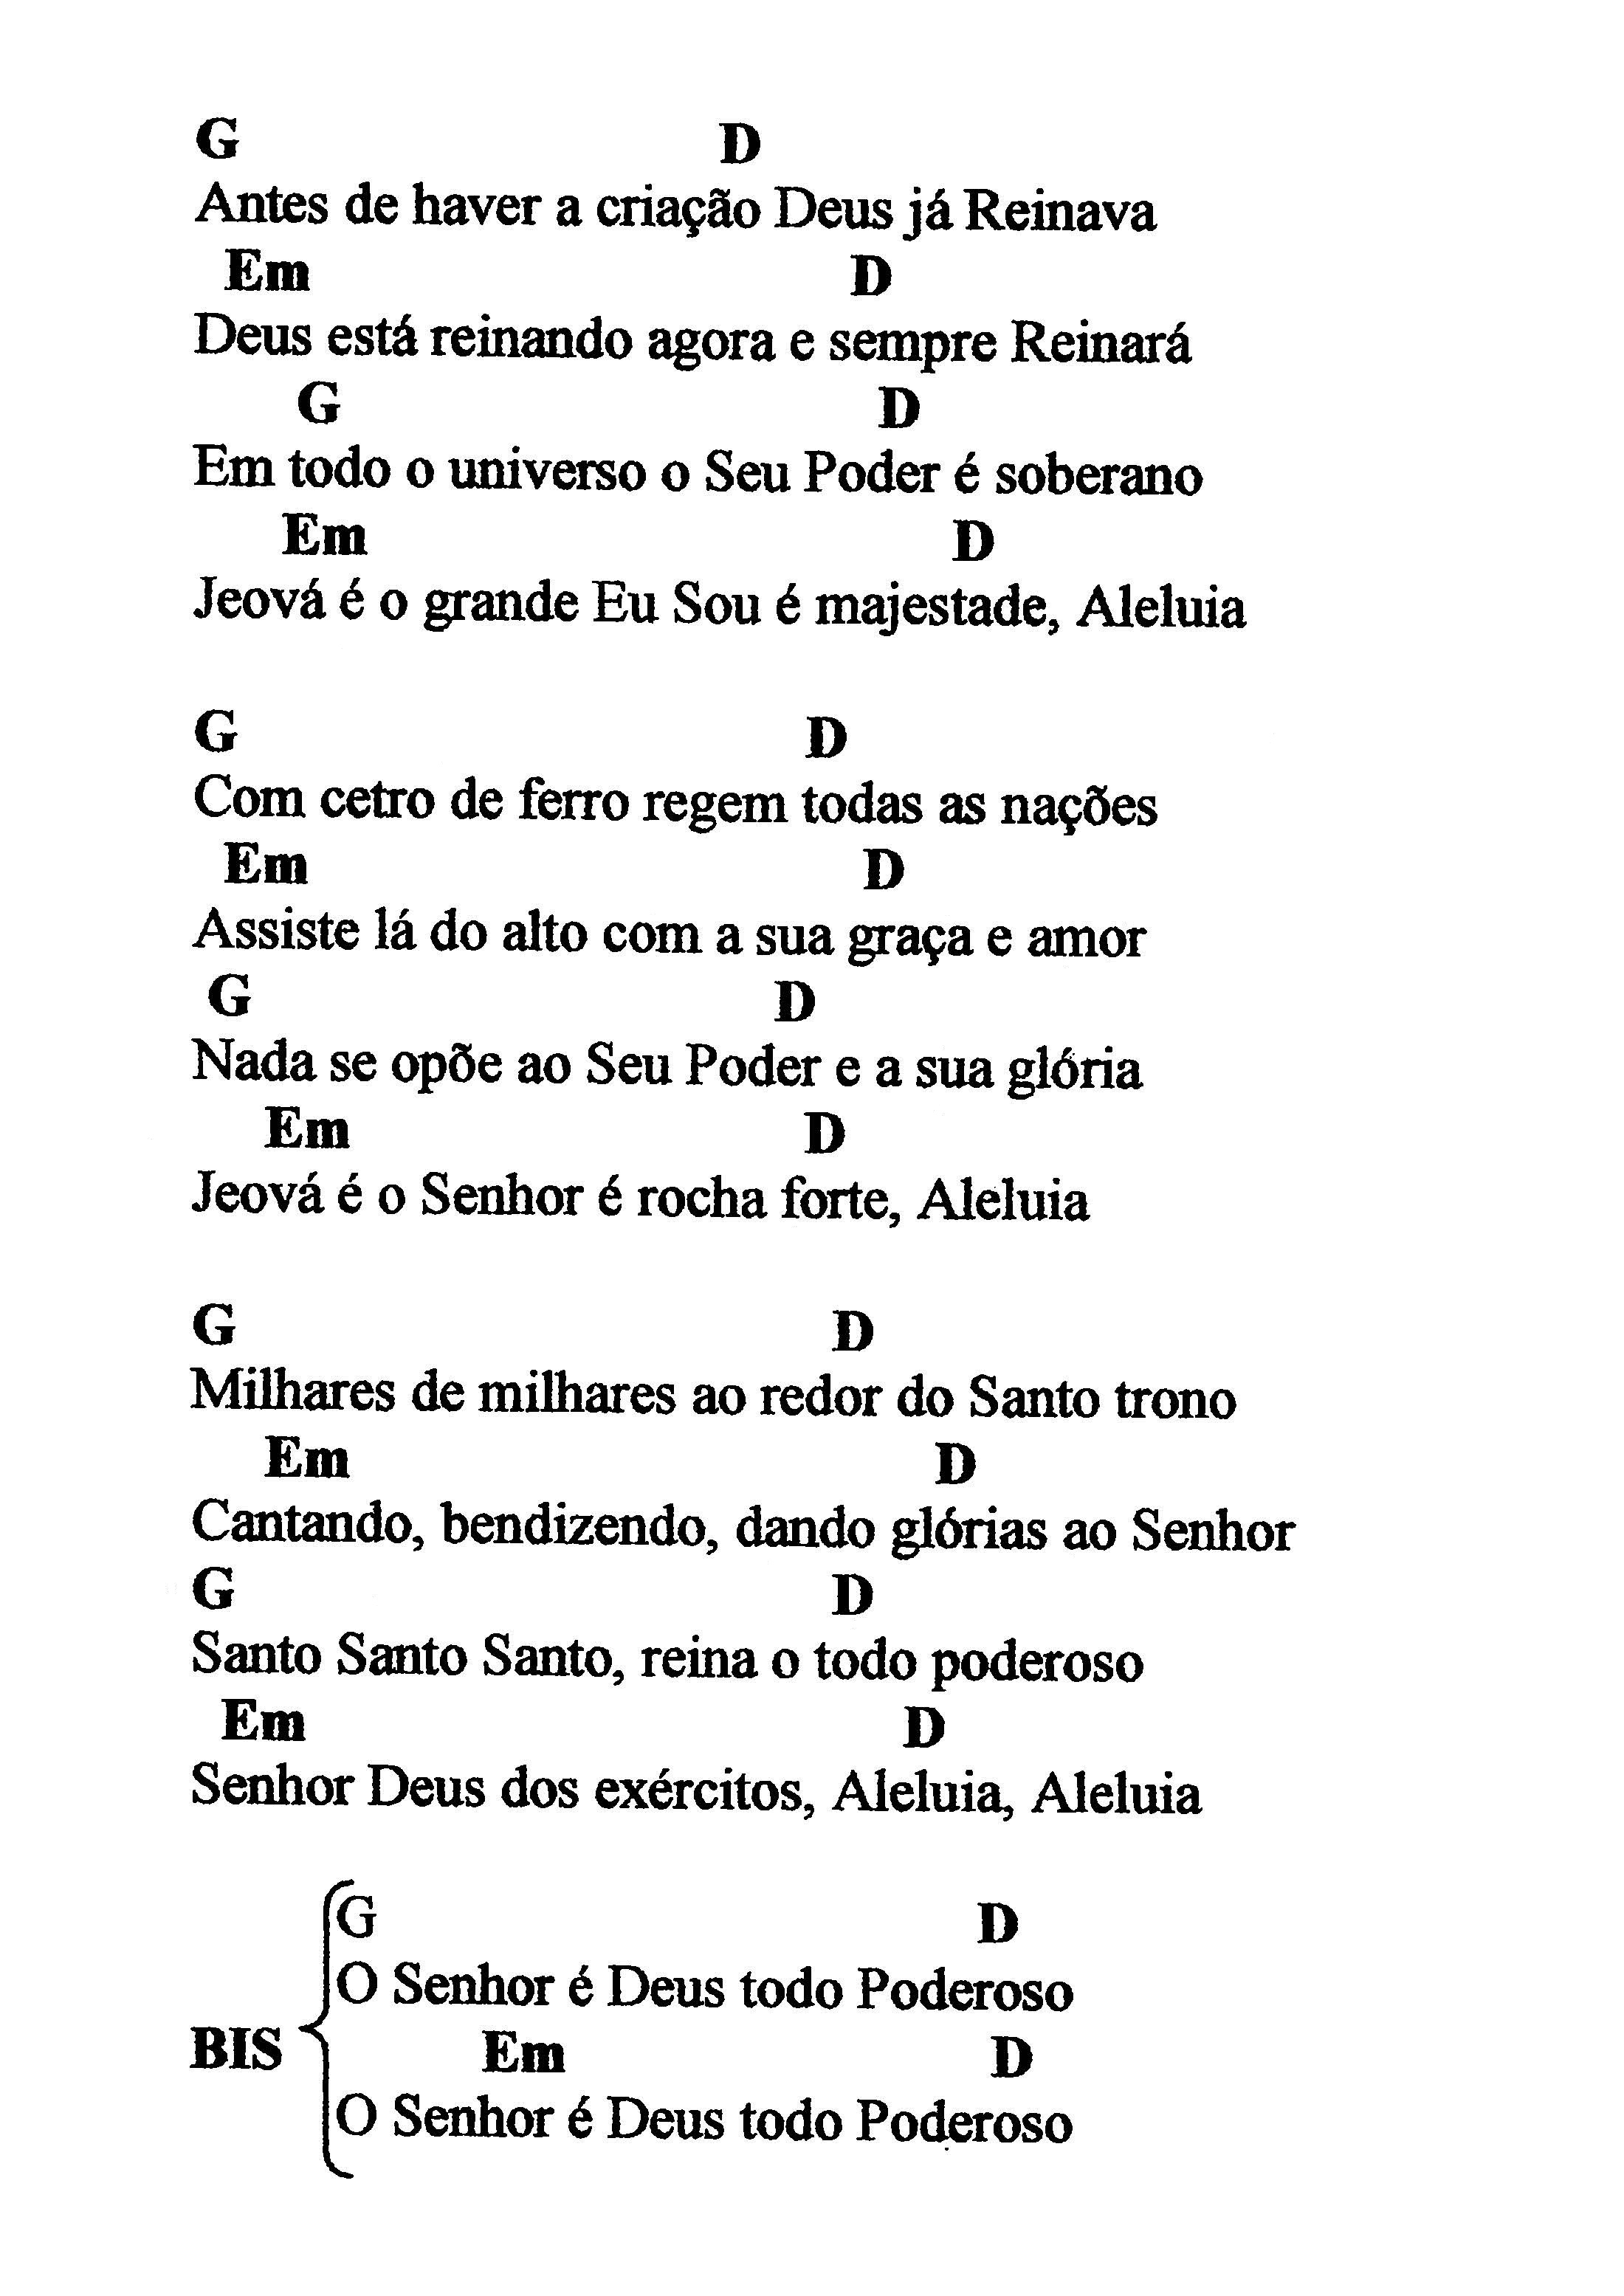 G D
Antes de haver a criação Deus já Reinava
Em D
Deus está reinando agora e sempre Reinará
G D
Em todo o universo o Seu Poder é soberano
Em D
Jeová é o grande Eu Sou é majestade, Aleluia
G D
Com cetro de ferro regem todas as nações
Em D
Assiste lá do alto com a sua graça e amor
G D
Nada se opõe ao Seu Poder e a sua glória
Em D
Jeová é o Senhor é rocha forte, Aleluia
G D
Milhares de milhares ao redor do Santo trono
Em D
Cantando, bendizendo, dando glórias ao Senhor
G D
Santo Santo Santo, reina o todo poderoso
Em D
Senhor Deus dos exércitos, Aleluia, Aleluia
G D
O Senhor é Deus todo Poderoso
BIS Em D
O Senhor é Deus todo Poderoso